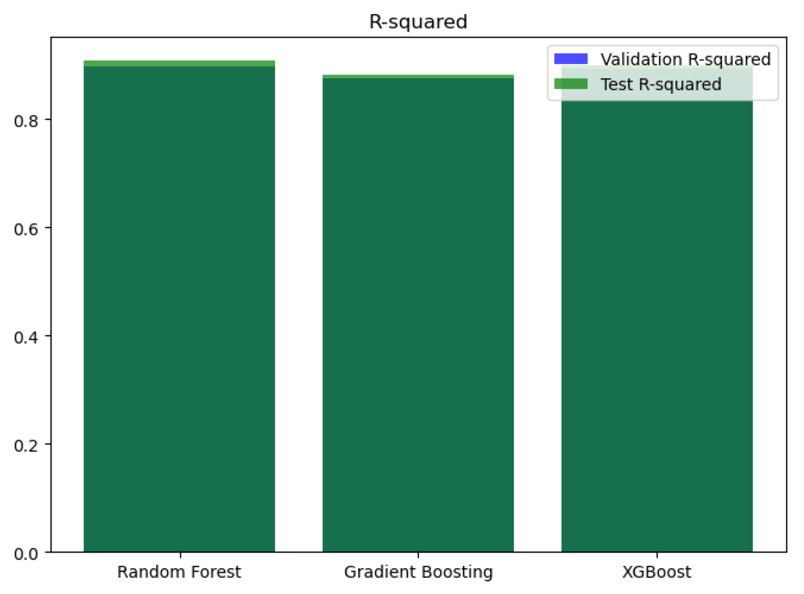 R-squared
Validation R-squared
Test R-squared
0.8
0.6
0.4
0.2
0.0
Random Forest
Gradient Boosting
XGBoost